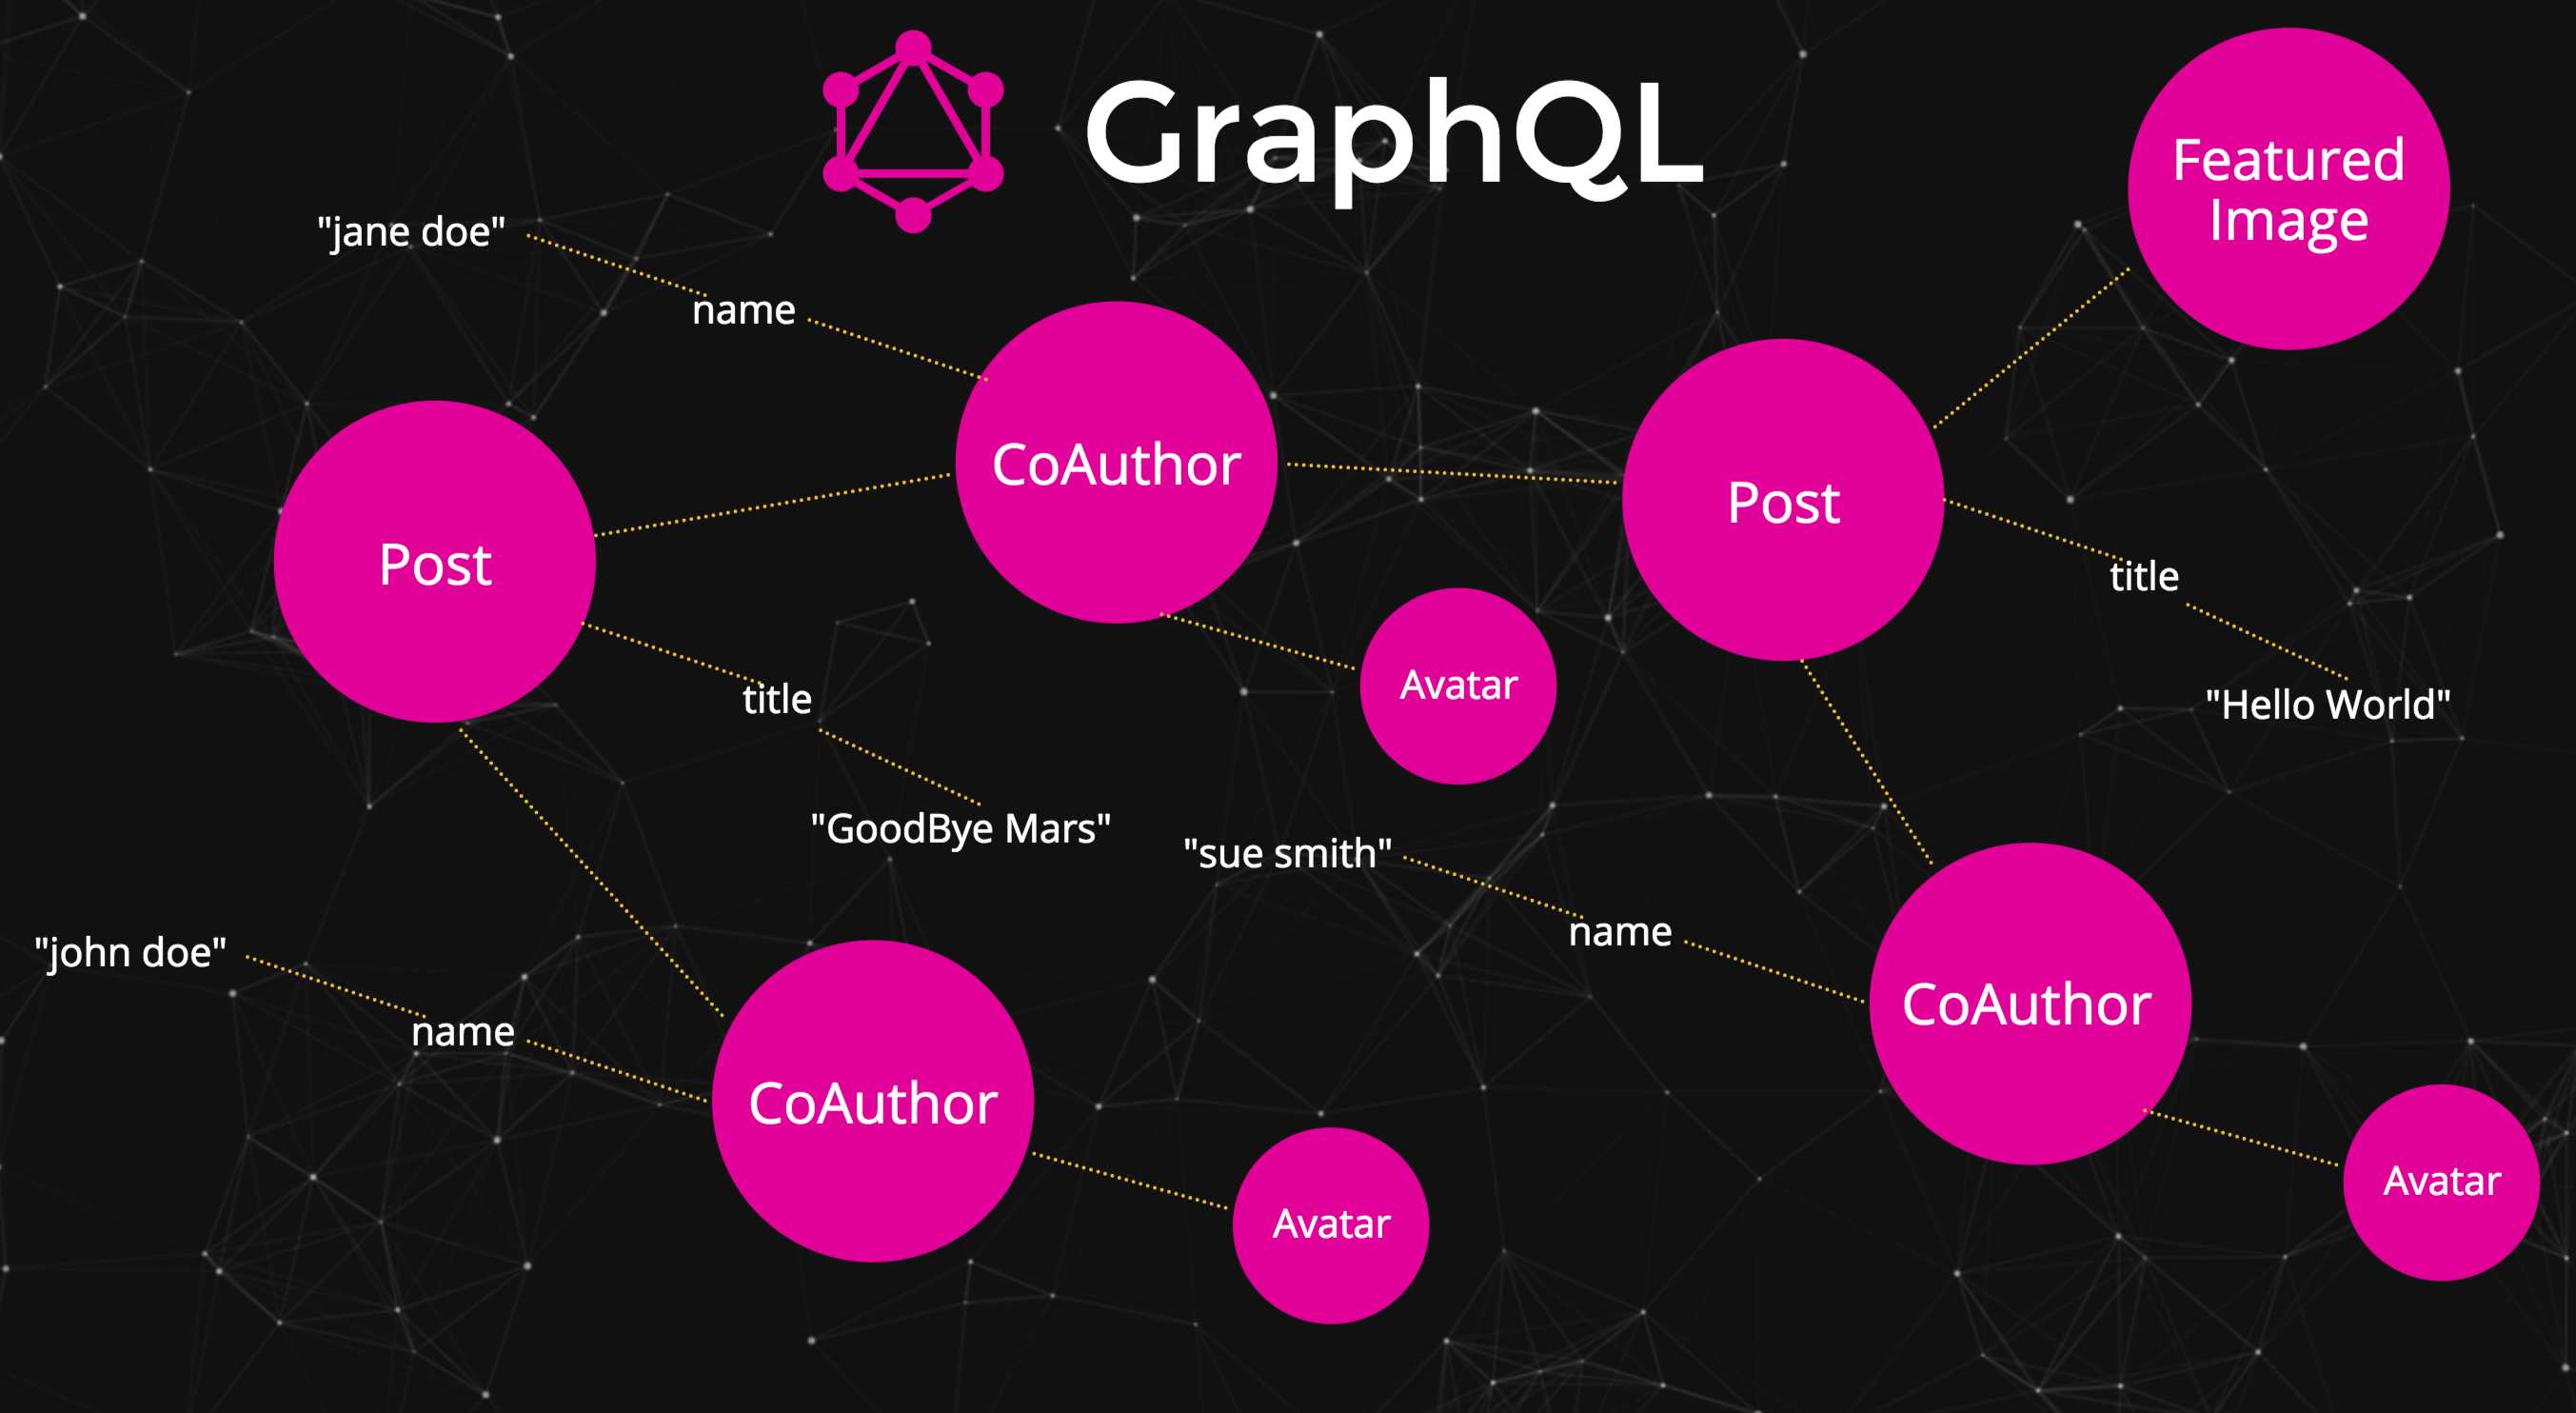 GraphQL
Featured
Image
"jane doe"
name
CoAuthor
Post
Post
title
Avatar
title
"Hello World"
"GoodBye Mars"
"sue smith"
name
"john doe"
CoAuthor
name
CoAuthor
Avatar
Avatar